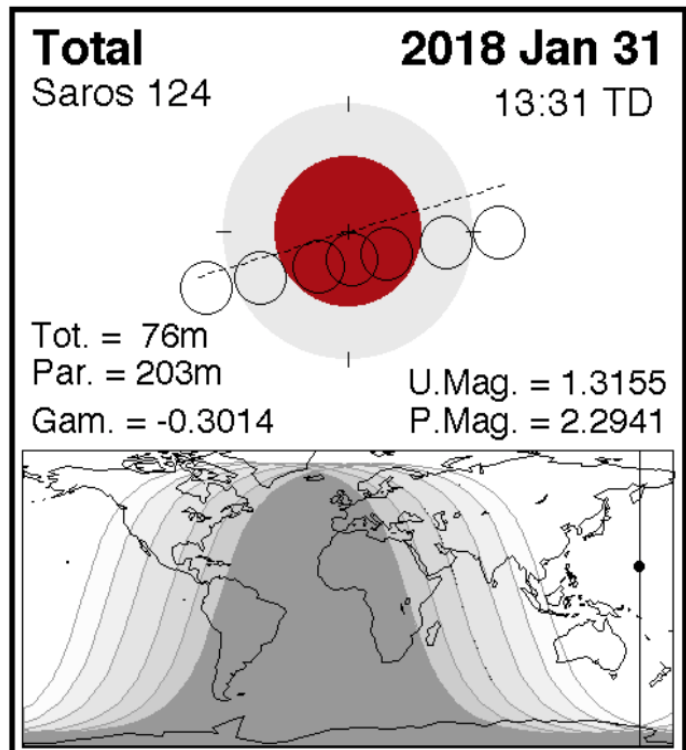 Total 2018 Jan 31
Saros 124 13:31 TD
Tot. = 76m
Par. = 203m U.Mag. = 1.3155
Gam. = -0.3014 P.Mag. = 2.2941